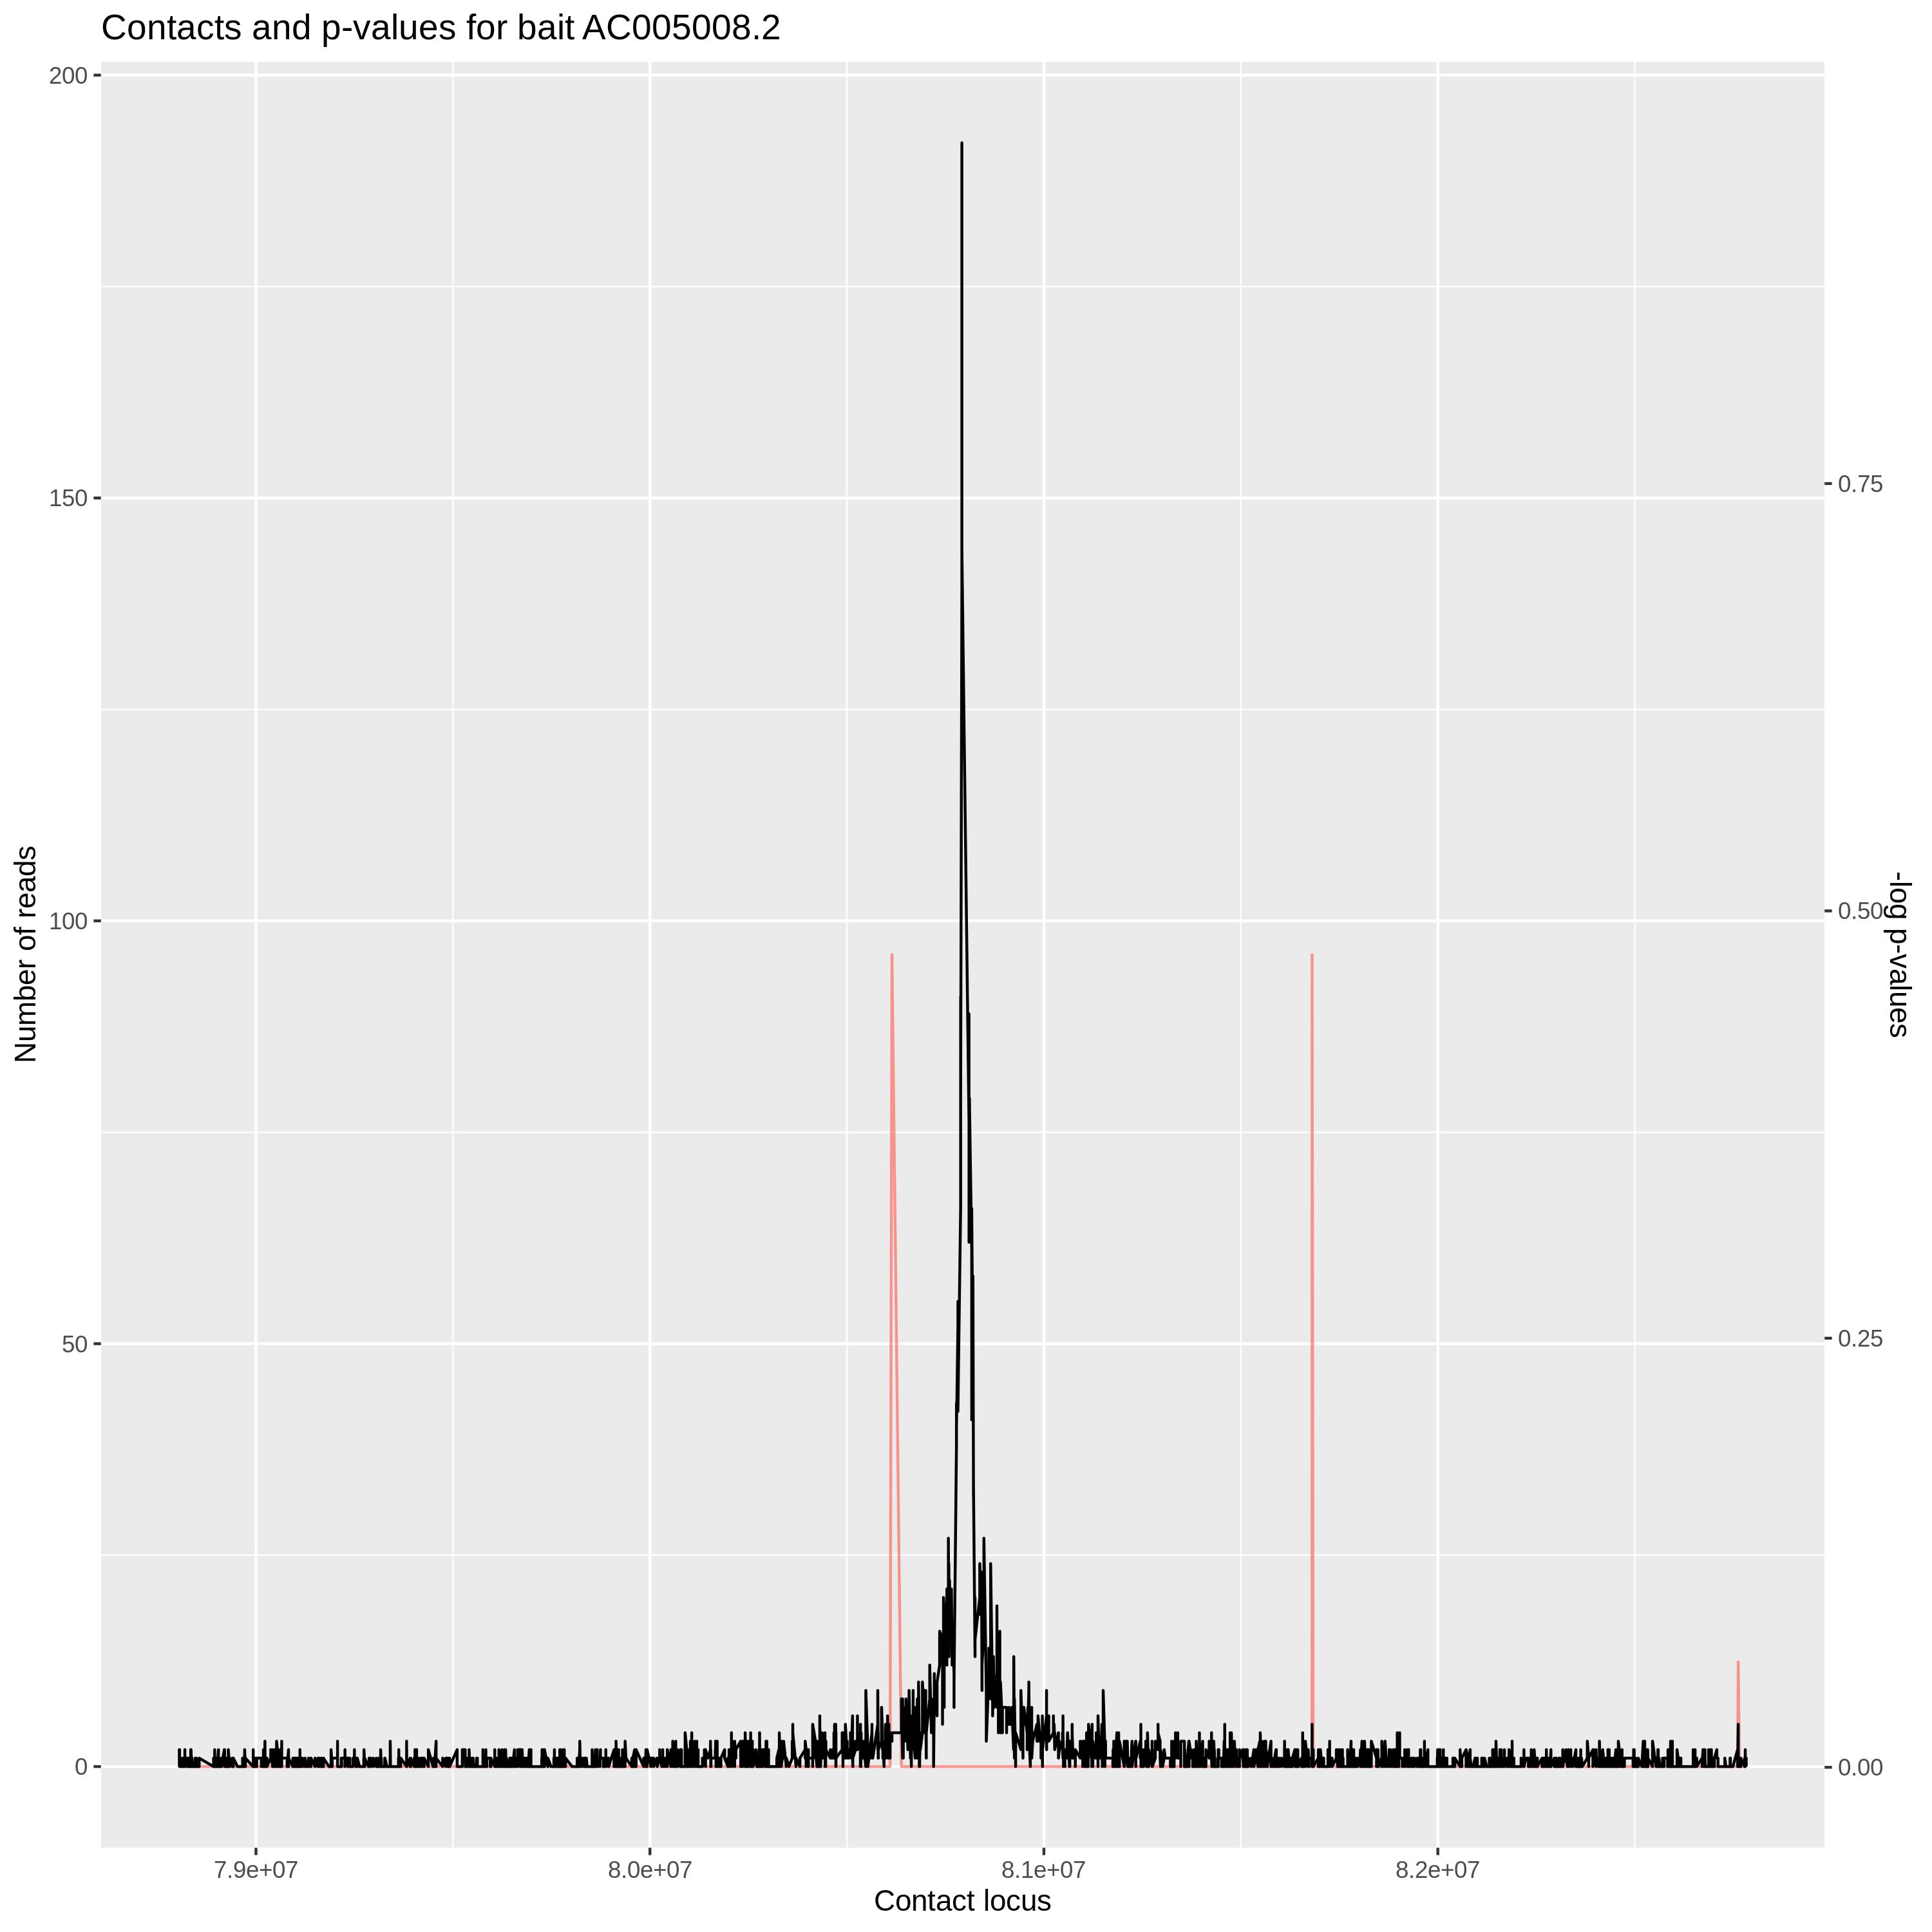 Contacts and p-values for bait AC005008.2
200
150
100
50
0
Number of reads
0.75
0.50
0.25
0.00
-log p-values
7.9e+07
8.0e+07
8.1e+07
8.2e+07
Contact locus